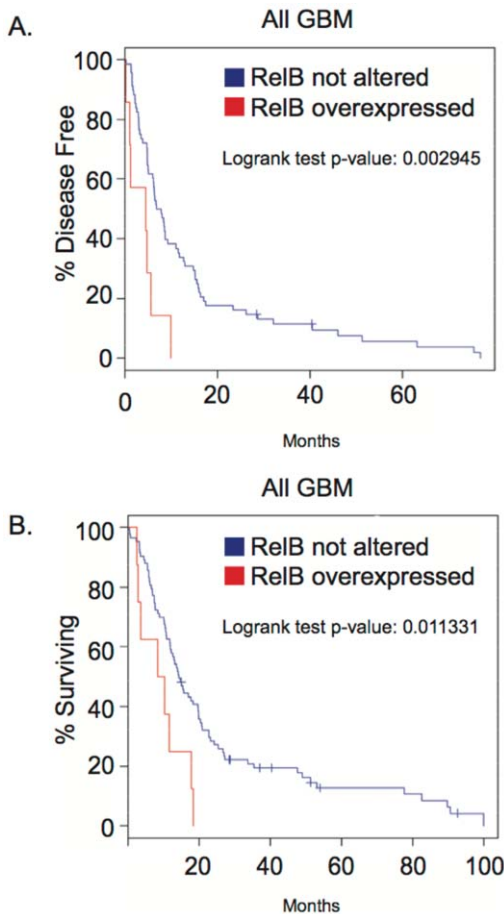 A.
All GBM
RelB not altered
RelB overexpressed
Logrank test p-value: 0.002945
% Disease Free
100
80
60
40
20
0
0 20 40 60
Months
B.
All GBM
RelB not altered
RelB overexpressed
Logrank test p-value: 0.011331
% Surviving
100
80
60
40
20
0
20 40 60 80 100
Months